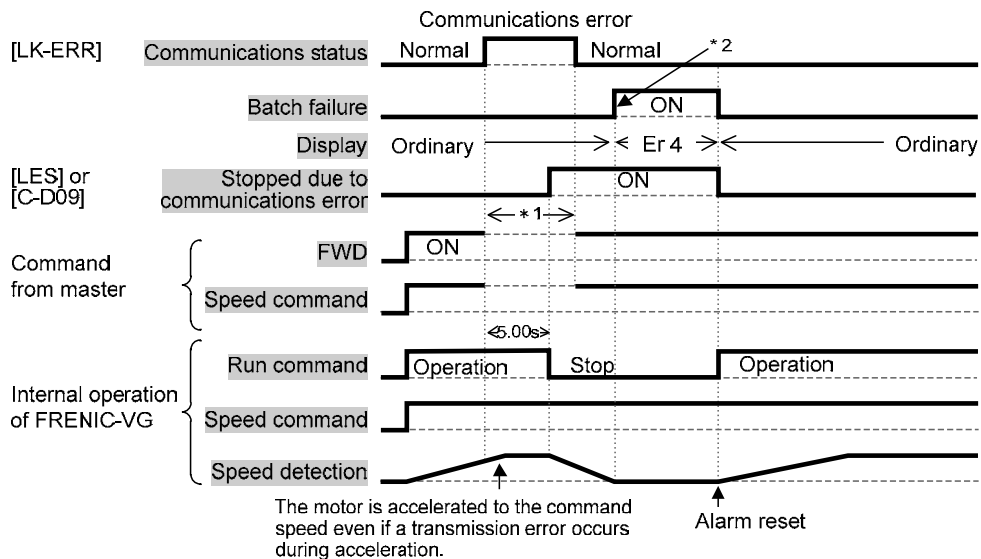 Communications error
[LK-ERR]
Communications status
Normal
Normal
*2
Batch failure
ON
Display
Ordinary
Er 4
Ordinary
[LES] or
[C-D09]
Stopped due to
communications error
ON
*1
Command
from master
FWD
ON
Speed command
5.00s
Internal operation
of FRENIC-VG
Run command
Operation
Stop
Operation
Speed command
Speed detection
The motor is accelerated to the command
speed even if a transmission error occurs
during acceleration.
Alarm reset